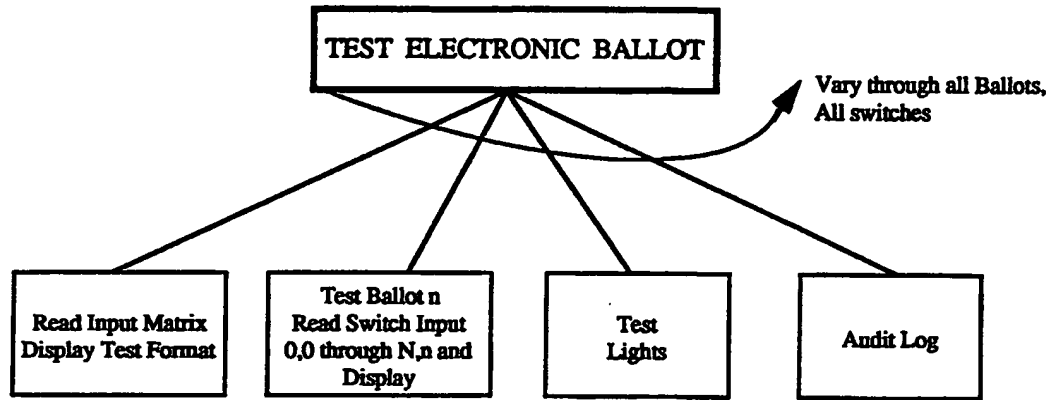 TEST ELECTRONIC BALLOT
Vary through all Ballots,
All switches
Read Input Matrix
Display Test Format
Test Ballot n
Read Switch Input
0,0 through N,n and
Display
Test
Lights
Audit Log